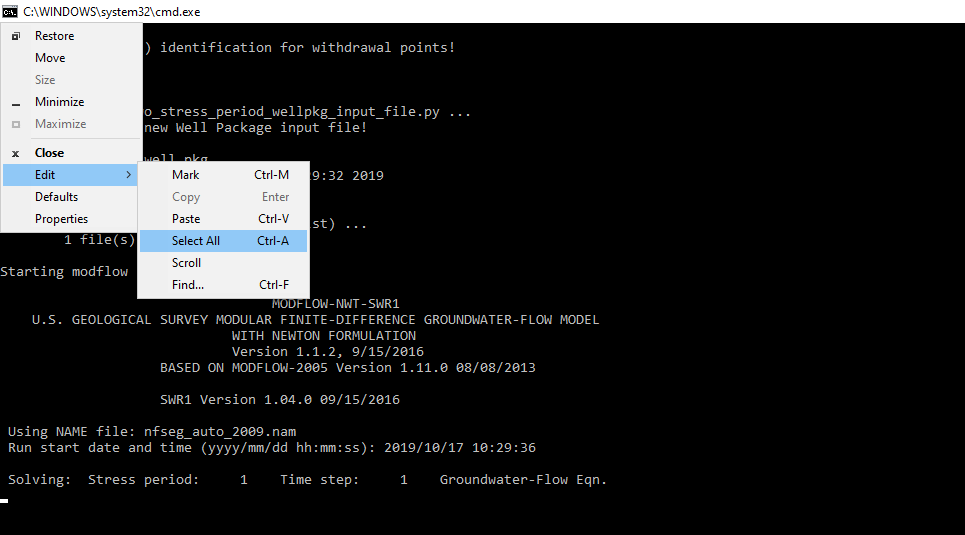 C:\WINDOWS\system32\cmd.exe
Restore
Move
Size
Minimize
Maximize
Close
Edit
Defaults
Properties
Mark Ctrl-M
Copy Enter
Paste Ctrl-V
Select All Ctrl-A
Scroll
Find... Ctrl-F
) identification for withdrawal points!
o_stress_period_wellpkg_input_file.py ...
new Well Package input file!
well pkg
9:32 2019
st) ...
1 file(s)
Starting modflow
MODFLOW-NWT-SWR1
U.S. GEOLOGICAL SURVEY MODULAR FINITE-DIFFERENCE GROUNDWATER-FLOW MODEL
WITH NEWTON FORMULATION
Version 1.1.2, 9/15/2016
BASED ON MODFLOW-2005 Version 1.11.0 08/08/2013
SWR1 Version 1.04.0 09/15/2016
Using NAME file: nfseg_auto_2009.nam
Run start date and time (yyyy/mm/dd hh:mm:ss): 2019/10/17 10:29:36
Solving: Stress period: 1 Time step: 1 Groundwater-Flow Eqn.